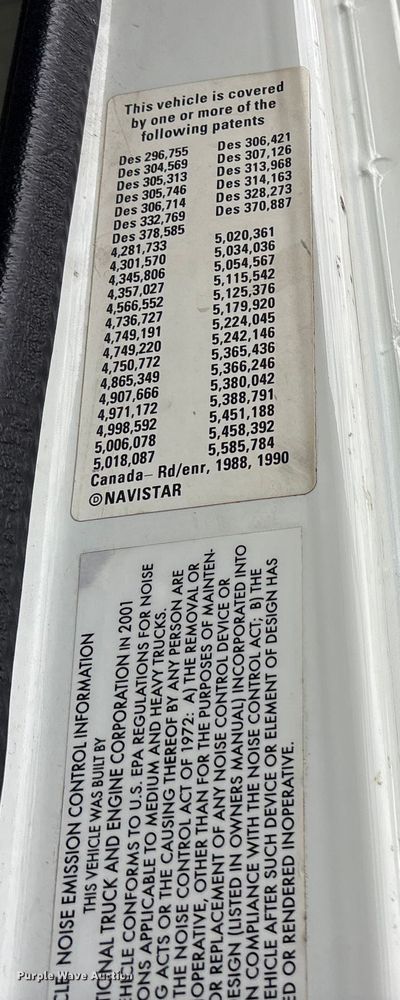 This vehicle is covered
by one or more of the
following patents
Des 296,755 Des 306,421
Des 304,569 Des 307,126
Des 305,313 Des 313,968
Des 305,746 Des 314,163
Des 306,714 Des 328,273
Des 332,769 Des 370,887
Des 378,585
4,281,733 5,020,361
4,301,570 5,034,036
4,345,806 5,054,567
4,357,027 5,115,542
4,566,552 5,125,376
4,736,727 5,179,920
4,749,191 5,224,045
4,749,220 5,242,146
4,750,772 5,365,436
4,865,349 5,366,246
4,907,666 5,380,042
4,971,172 5,388,791
4,998,592 5,451,188
5,006,078 5,458,392
5,018,087 5,585,784
Canada– Rd/enr, 1988, 1990
©NAVISTAR
CLE NOISE EMISSION CONTROL INFORMATION
THIS VEHICLE WAS BUILT BY
TIONAL TRUCK AND ENGINE CORPORATION IN 2001
EHICLE CONFORMS TO U.S. EPA REGULATIONS FOR NOISE
ONS APPLICABLE TO MEDIUM AND HEAVY TRUCKS.
G ACTS OR THE CAUSING THEREOF BY ANY PERSON ARE
THE NOISE CONTROL ACT OF 1972: A) THE REMOVAL OR
OPERATIVE, OTHER THAN FOR THE PURPOSES OF MAINTEN-
OR REPLACEMENT OF ANY NOISE CONTROL DEVICE OR
ESIGN (LISTED IN OWNERS MANUAL) INCORPORATED INTO
N COMPLIANCE WITH THE NOISE CONTROL ACT; B) THE
EHICLE AFTER SUCH DEVICE OR ELEMENT OF DESIGN HAS
ED OR RENDERED INOPERATIVE.
Purple Wave Auction